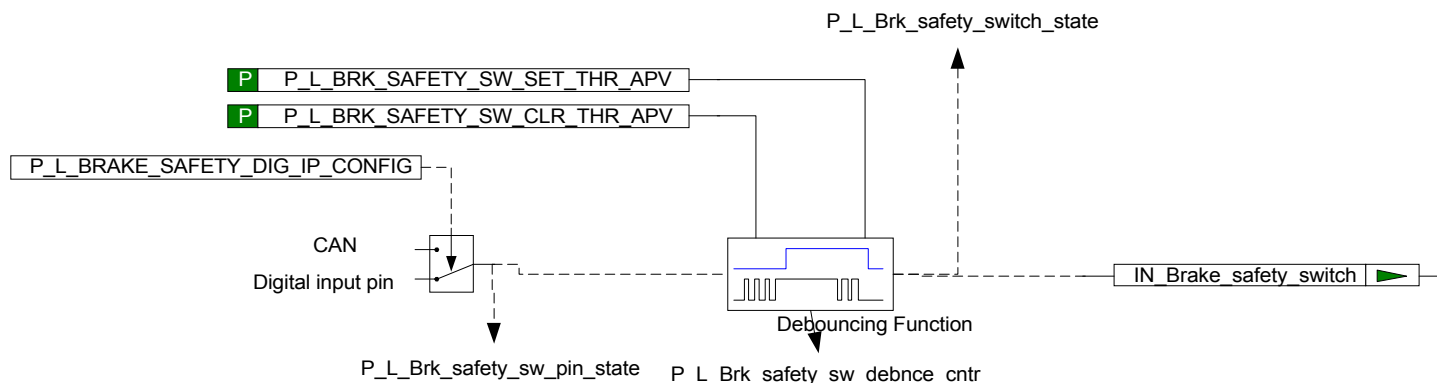 P_L_Brk_safety_switch_state
P P_L_BRK_SAFETY_SW_SET_THR_APV
P P_L_BRK_SAFETY_SW_CLR_THR_APV
P_L_BRAKE_SAFETY_DIG_IP_CONFIG
CAN
Digital input pin
IN_Brake_safety_switch
Debouncing Function
P_L_Brk_safety_sw_pin_state
P_L_Brk_safety_sw_debnce_cntr